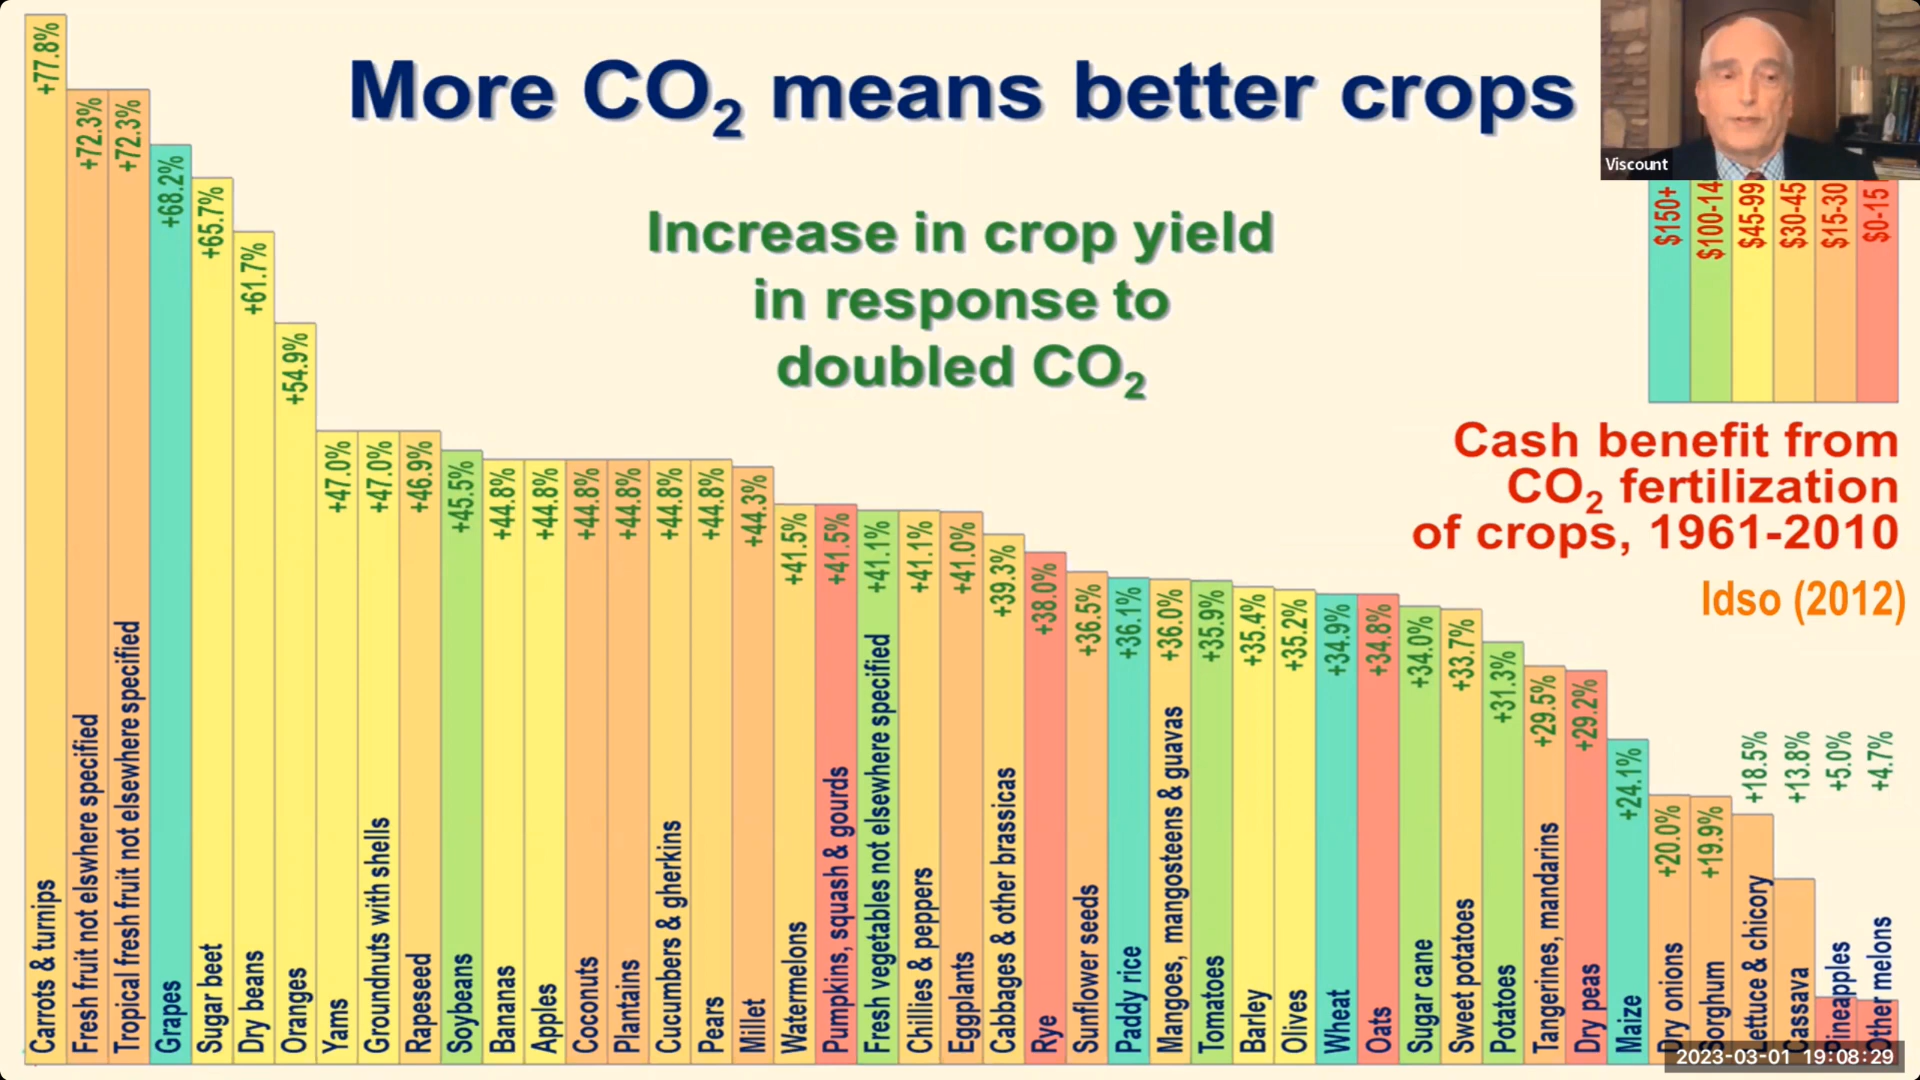 More CO₂ means better crops
Viscount
Increase in crop yield
in response to
doubled CO₂
$150+
$100-14
$45-99
$30-45
$15-30
$0-15
Cash benefit from
CO₂ fertilization
of crops, 1961-2010
Idso (2012)
+77.8%
Carrots & turnips
+72.3%
Fresh fruit not elswhere specified
+72.3%
Tropical fresh fruit not elsewhere specified
+68.2%
Grapes
+65.7%
Sugar beet
+61.7%
Dry beans
+54.9%
Oranges
+47.0%
Yams
+47.0%
Groundnuts with shells
+46.9%
Rapeseed
+45.5%
Soybeans
+44.8%
Bananas
+44.8%
Apples
+44.8%
Coconuts
+44.8%
Plantains
+44.8%
Cucumbers & gherkins
+44.8%
Pears
+44.3%
Millet
+41.5%
Watermelons
+41.5%
Pumpkins, squash & gourds
+41.1%
Fresh vegetables not elsewhere specified
+41.1%
Chillies & peppers
+41.0%
Eggplants
+39.3%
Cabbages & other brassicas
+38.0%
Rye
+36.5%
Sunflower seeds
+36.1%
Paddy rice
+36.0%
Mangoes, mangosteens & guavas
+35.9%
Tomatoes
+35.4%
Barley
+35.2%
Olives
+34.9%
Wheat
+34.8%
Oats
+34.0%
Sugar cane
+33.7%
Sweet potatoes
+31.3%
Potatoes
+29.5%
Tangerines, mandarins
+29.2%
Dry peas
+24.1%
Maize
+20.0%
Dry onions
+19.9%
Sorghum
+18.5%
Lettuce & chicory
+13.8%
Cassava
+5.0%
Pineapples
+4.7%
Other melons
2023-03-01 19:08:29